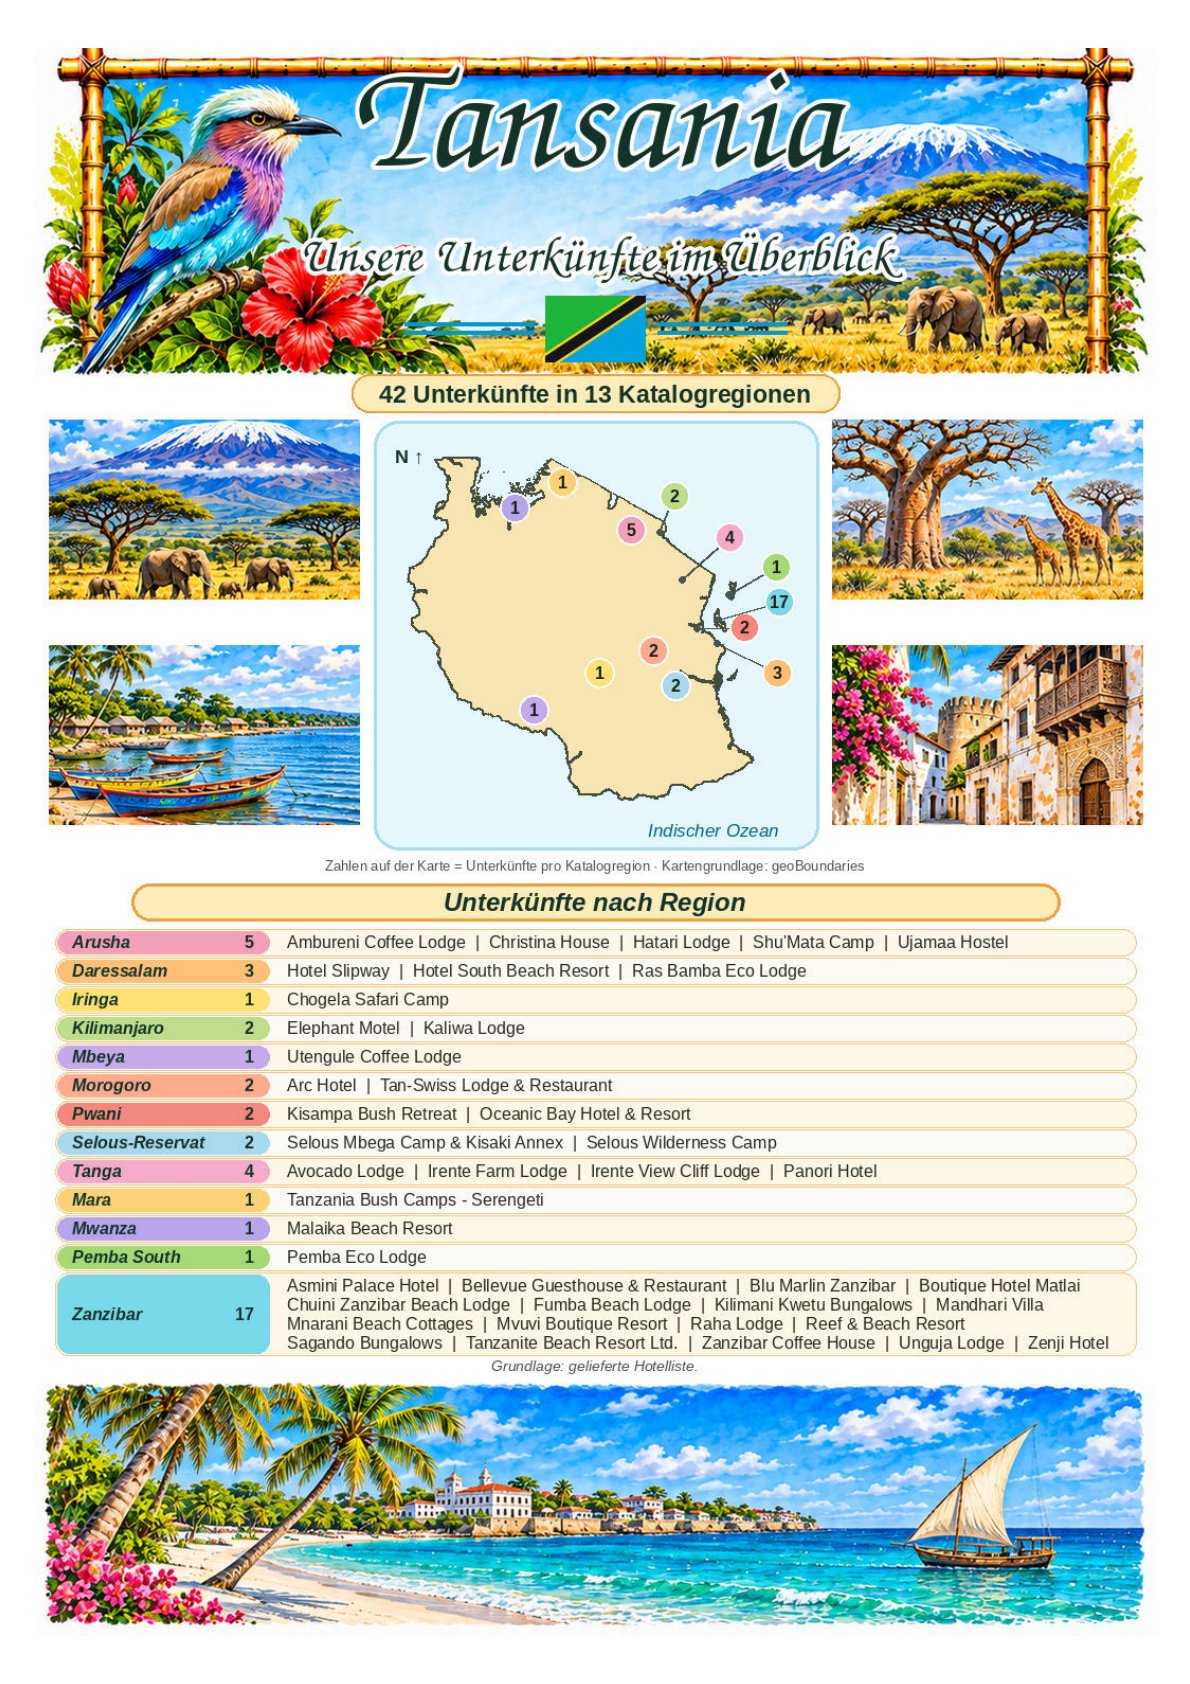 Tansania
Unsere Unterkünfte im Überblick
42 Unterkünfte in 13 Katalogregionen
N ↑
1
1
2
5
4
1
17
2
2
3
1
2
1
Indischer Ozean
Zahlen auf der Karte = Unterkünfte pro Katalogregion · Kartengrundlage: geoBoundaries
Unterkünfte nach Region
Arusha 5 Ambureni Coffee Lodge | Christina House | Hatari Lodge | Shu'Mata Camp | Ujamaa Hostel
Daressalam 3 Hotel Slipway | Hotel South Beach Resort | Ras Bamba Eco Lodge
Iringa 1 Chogela Safari Camp
Kilimanjaro 2 Elephant Motel | Kaliwa Lodge
Mbeya 1 Utengule Coffee Lodge
Morogoro 2 Arc Hotel | Tan-Swiss Lodge & Restaurant
Pwani 2 Kisampa Bush Retreat | Oceanic Bay Hotel & Resort
Selous-Reservat 2 Selous Mbega Camp & Kisaki Annex | Selous Wilderness Camp
Tanga 4 Avocado Lodge | Irente Farm Lodge | Irente View Cliff Lodge | Panori Hotel
Mara 1 Tanzania Bush Camps - Serengeti
Mwanza 1 Malaika Beach Resort
Pemba South 1 Pemba Eco Lodge
Zanzibar 17 Asmini Palace Hotel | Bellevue Guesthouse & Restaurant | Blu Marlin Zanzibar | Boutique Hotel Matlai
Chuini Zanzibar Beach Lodge | Fumba Beach Lodge | Kilimani Kwetu Bungalows | Mandhari Villa
Mnarani Beach Cottages | Mvuvi Boutique Resort | Raha Lodge | Reef & Beach Resort
Sagando Bungalows | Tanzanite Beach Resort Ltd. | Zanzibar Coffee House | Unguja Lodge | Zenji Hotel
Grundlage: gelieferte Hotelliste.